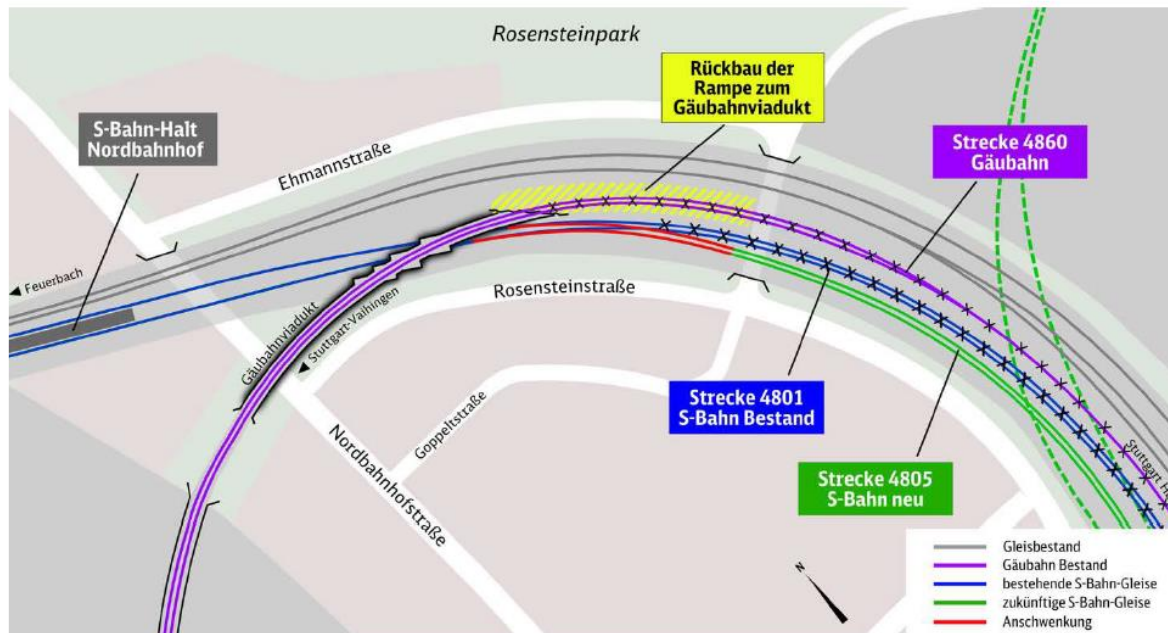 Rosensteinpark
Rückbau der
Rampe zum
Gäubahnviadukt
S-Bahn-Halt
Nordbahnhof
Strecke 4860
Gäubahn
Ehmannstraße
Feuerbach
Rosensteinstraße
Gäubahnviadukt
Stuttgart-Vaihingen
Strecke 4801
S-Bahn Bestand
Goppeltstraße
Nordbahnhofstraße
Strecke 4805
S-Bahn neu
Stuttgart H
N
Gleisbestand
Gäubahn Bestand
bestehende S-Bahn-Gleise
zukünftige S-Bahn-Gleise
Anschwenkung